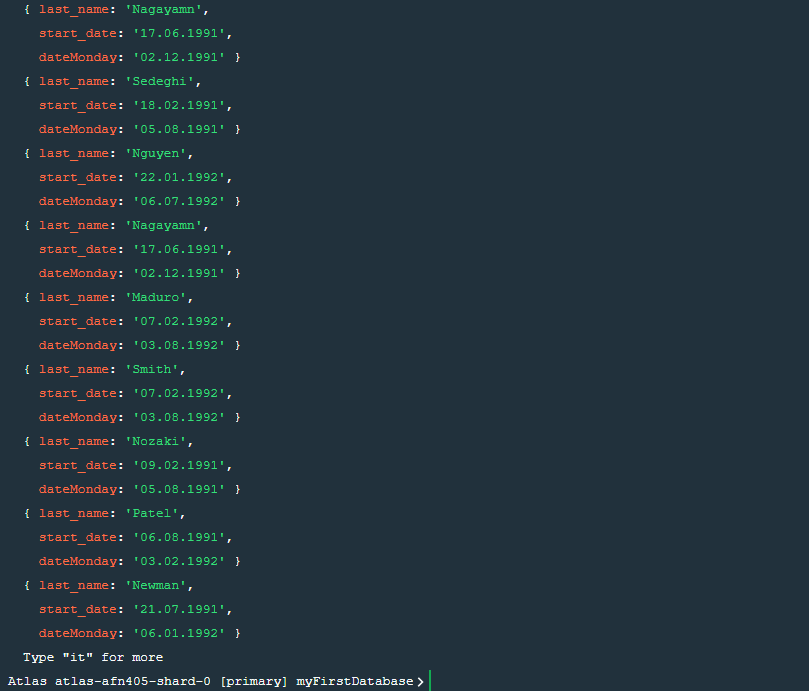 { last_name: 'Nagayamn',
start_date: '17.06.1991',
dateMonday: '02.12.1991' }
{ last_name: 'Sedeghi',
start_date: '18.02.1991',
dateMonday: '05.08.1991' }
{ last_name: 'Nguyen',
start_date: '22.01.1992',
dateMonday: '06.07.1992' }
{ last_name: 'Nagayamn',
start_date: '17.06.1991',
dateMonday: '02.12.1991' }
{ last_name: 'Maduro',
start_date: '07.02.1992',
dateMonday: '03.08.1992' }
{ last_name: 'Smith',
start_date: '07.02.1992',
dateMonday: '03.08.1992' }
{ last_name: 'Nozaki',
start_date: '09.02.1991',
dateMonday: '05.08.1991' }
{ last_name: 'Patel',
start_date: '06.08.1991',
dateMonday: '03.02.1992' }
{ last_name: 'Newman',
start_date: '21.07.1991',
dateMonday: '06.01.1992' }
Type "it" for more
Atlas atlas-afn405-shard-0 [primary] myFirstDatabase>